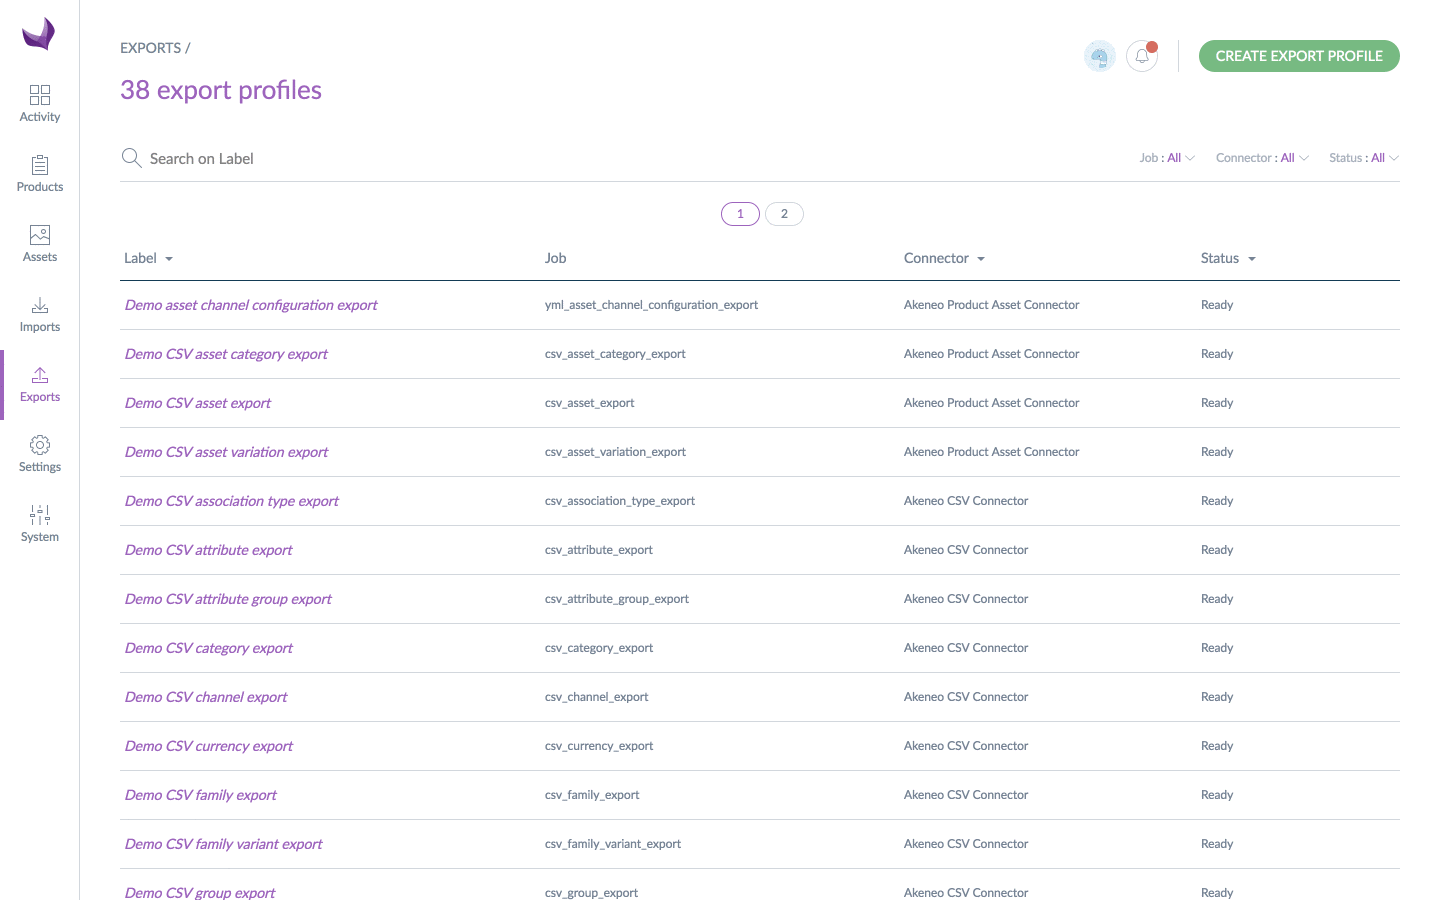 EXPORTS /
CREATE EXPORT PROFILE
38 export profiles
Activity
Products
Assets
Imports
Exports
Settings
System
Search on Label
Job : All
Connector : All
Status : All
1
2
Label Job Connector Status
Demo asset channel configuration export yml_asset_channel_configuration_export Akeneo Product Asset Connector Ready
Demo CSV asset category export csv_asset_category_export Akeneo Product Asset Connector Ready
Demo CSV asset export csv_asset_export Akeneo Product Asset Connector Ready
Demo CSV asset variation export csv_asset_variation_export Akeneo Product Asset Connector Ready
Demo CSV association type export csv_association_type_export Akeneo CSV Connector Ready
Demo CSV attribute export csv_attribute_export Akeneo CSV Connector Ready
Demo CSV attribute group export csv_attribute_group_export Akeneo CSV Connector Ready
Demo CSV category export csv_category_export Akeneo CSV Connector Ready
Demo CSV channel export csv_channel_export Akeneo CSV Connector Ready
Demo CSV currency export csv_currency_export Akeneo CSV Connector Ready
Demo CSV family export csv_family_export Akeneo CSV Connector Ready
Demo CSV family variant export csv_family_variant_export Akeneo CSV Connector Ready
Demo CSV group export csv_group_export Akeneo CSV Connector Ready